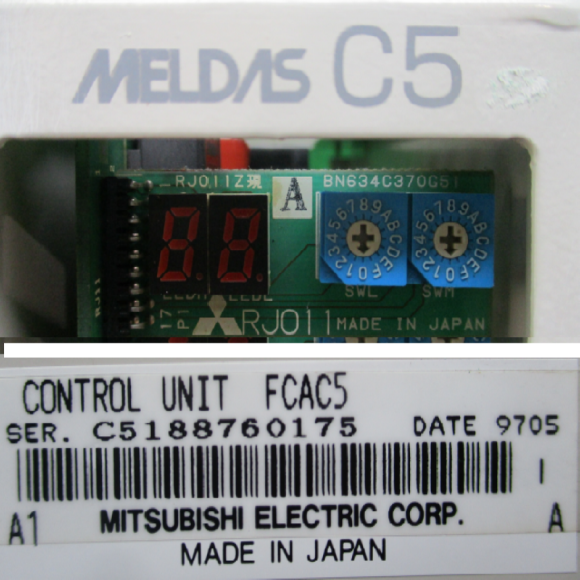 MELDAS C5
RJ011Z現 A BN634C370G51
SWL SWM
RJ011 MADE IN JAPAN
CONTROL UNIT FCAC5
SER. C5188760175 DATE 9705
A1 MITSUBISHI ELECTRIC CORP. A
MADE IN JAPAN